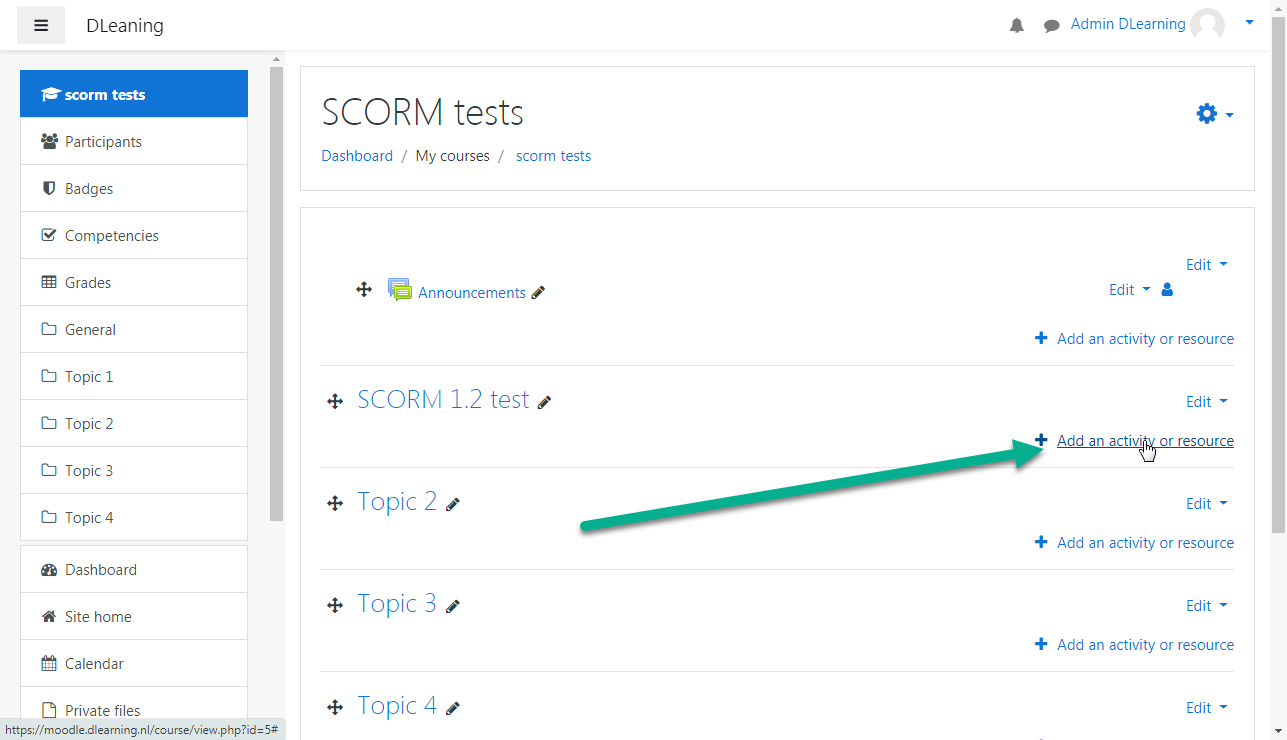 DLeaning
Admin DLearning
scorm tests
Participants
Badges
Competencies
Grades
General
Topic 1
Topic 2
Topic 3
Topic 4
Dashboard
Site home
Calendar
Private files
https://moodle.dlearning.nl/course/view.php?id=5#
SCORM tests
Dashboard / My courses / scorm tests
Edit
Announcements
Edit
Add an activity or resource
SCORM 1.2 test
Edit
Add an activity or resource
Topic 2
Edit
Add an activity or resource
Topic 3
Edit
Add an activity or resource
Topic 4
Edit